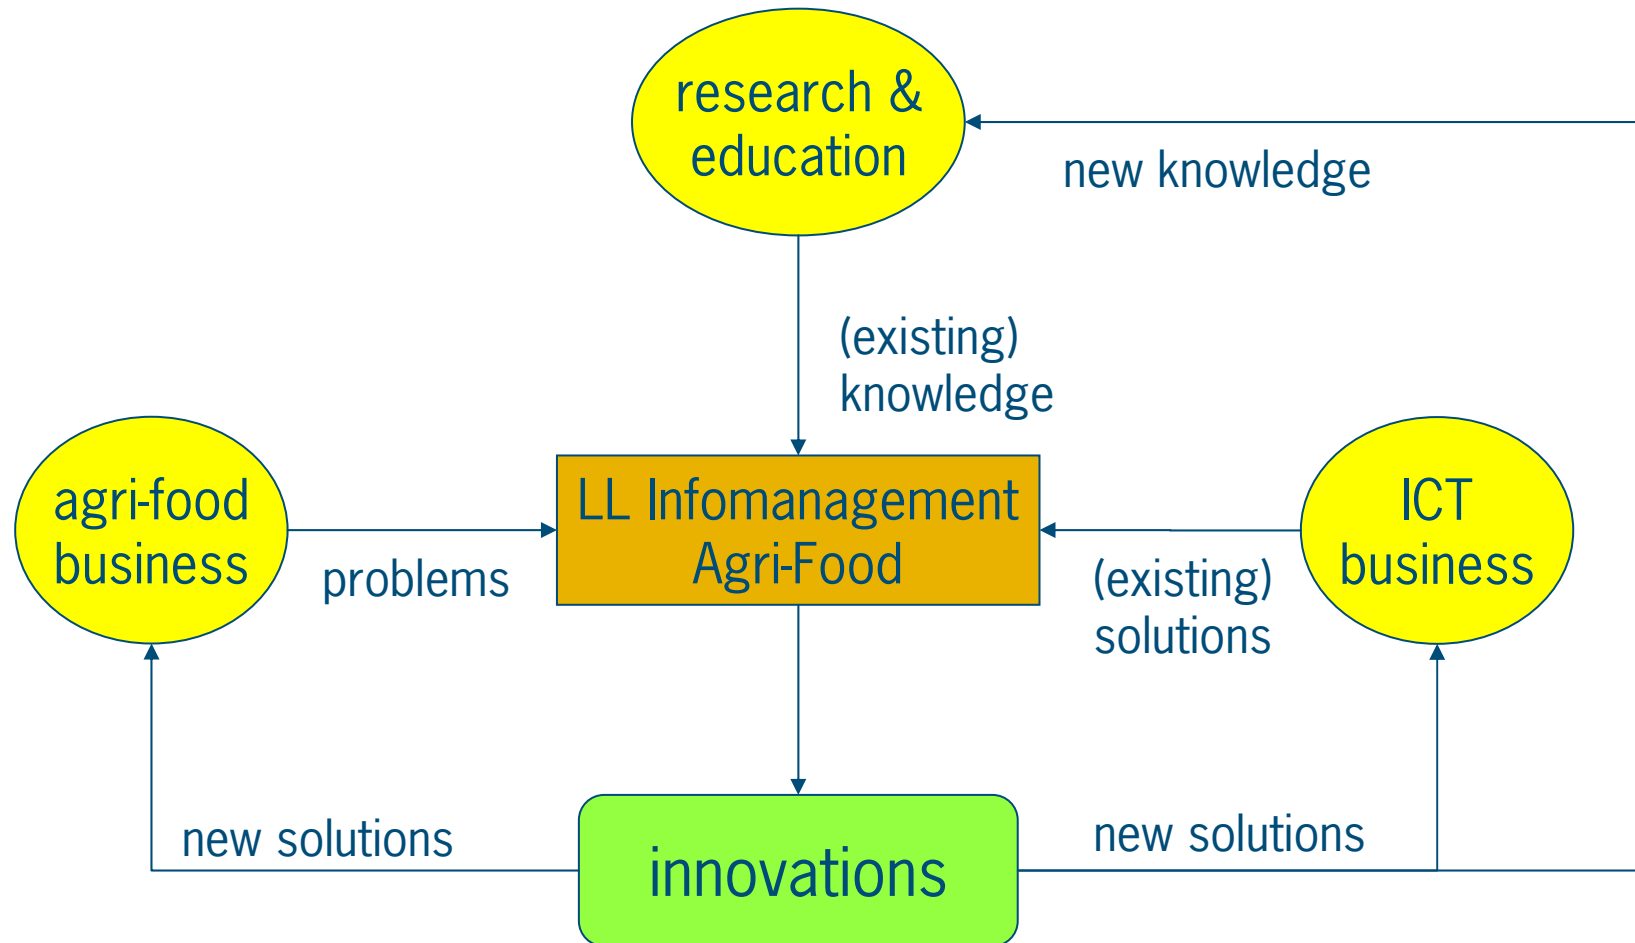 research &
education
new knowledge
(existing)
knowledge
agri-food
business
problems
LL Infomanagement
Agri-Food
(existing)
solutions
ICT
business
new solutions
innovations
new solutions